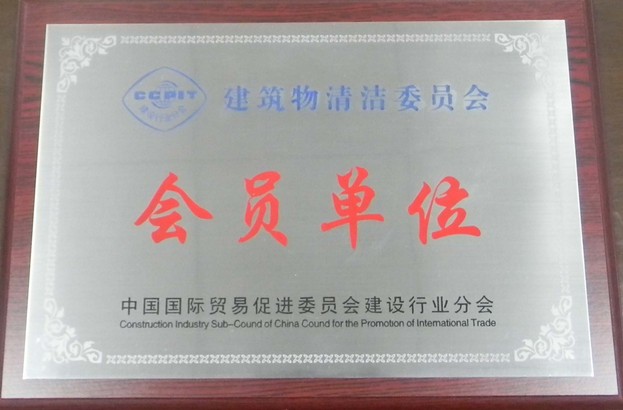 CCPIT
建筑物清洁委员会
会员单位
中国国际贸易促进委员会建设行业分会
Construction Industry Sub-Cound of China Cound for the Promotion of International Trade